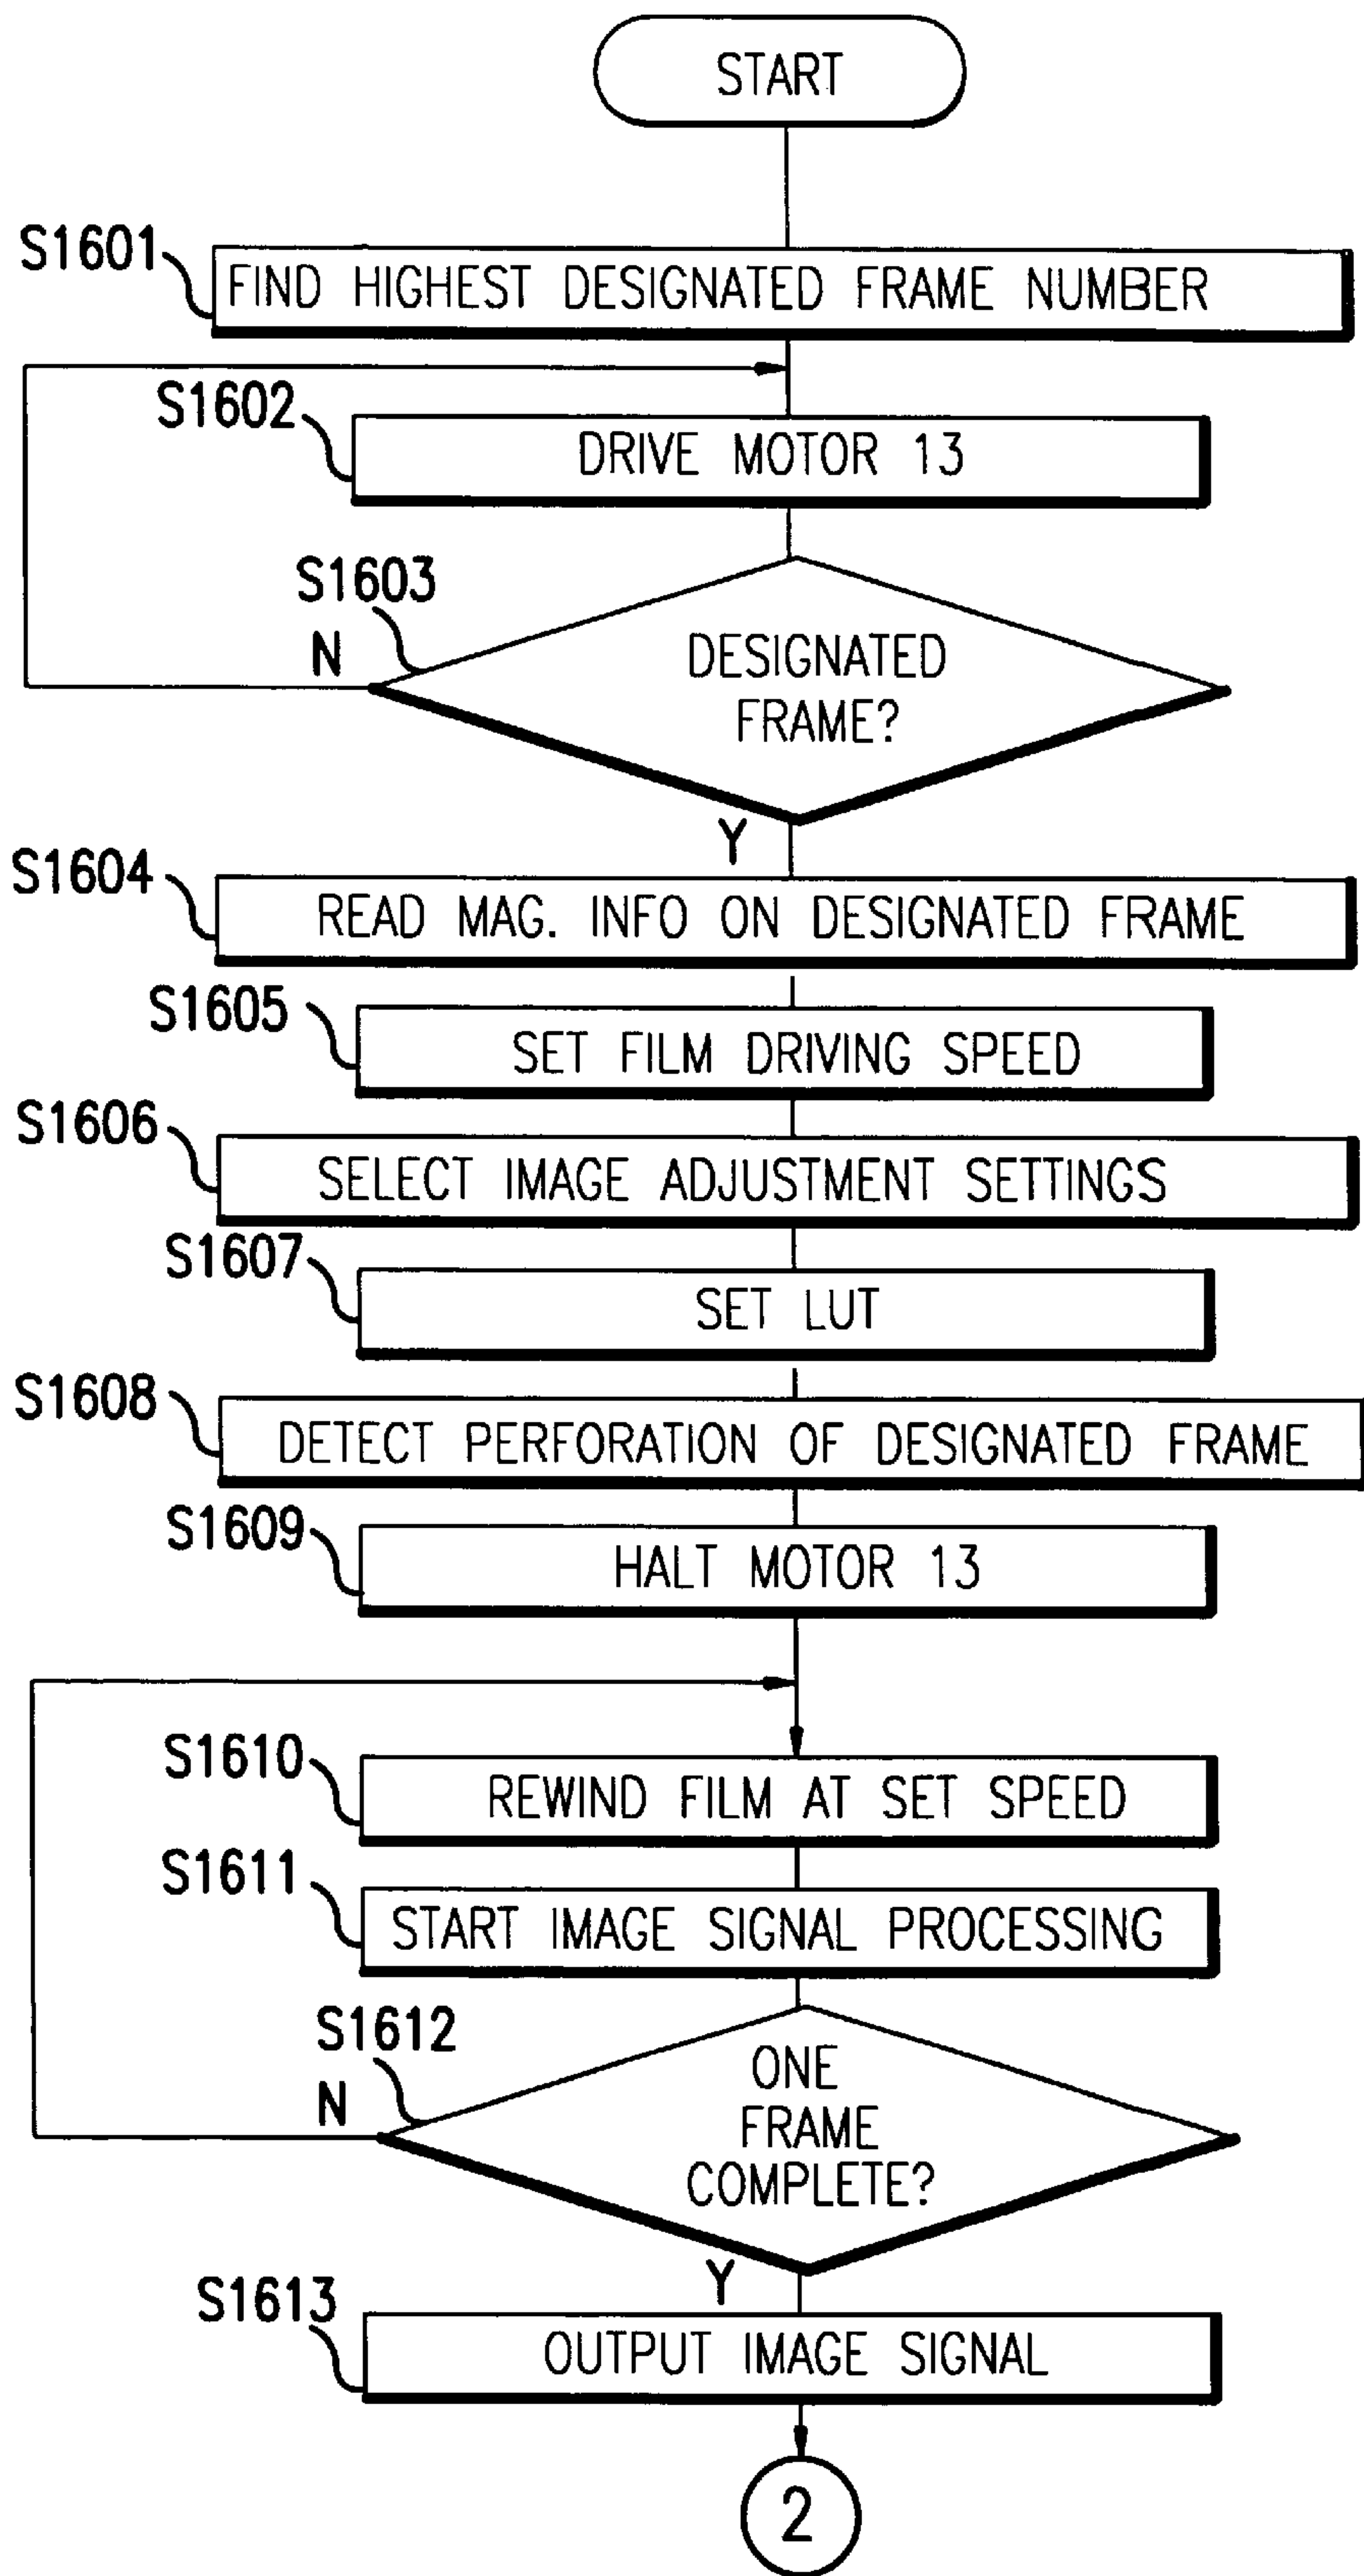 START
S1601
FIND HIGHEST DESIGNATED FRAME NUMBER
S1602
DRIVE MOTOR 13
S1603
N
DESIGNATED
FRAME?
Y
S1604
READ MAG. INFO ON DESIGNATED FRAME
S1605
SET FILM DRIVING SPEED
S1606
SELECT IMAGE ADJUSTMENT SETTINGS
S1607
SET LUT
S1608
DETECT PERFORATION OF DESIGNATED FRAME
S1609
HALT MOTOR 13
S1610
REWIND FILM AT SET SPEED
S1611
START IMAGE SIGNAL PROCESSING
S1612
N
ONE
FRAME
COMPLETE?
Y
S1613
OUTPUT IMAGE SIGNAL
2